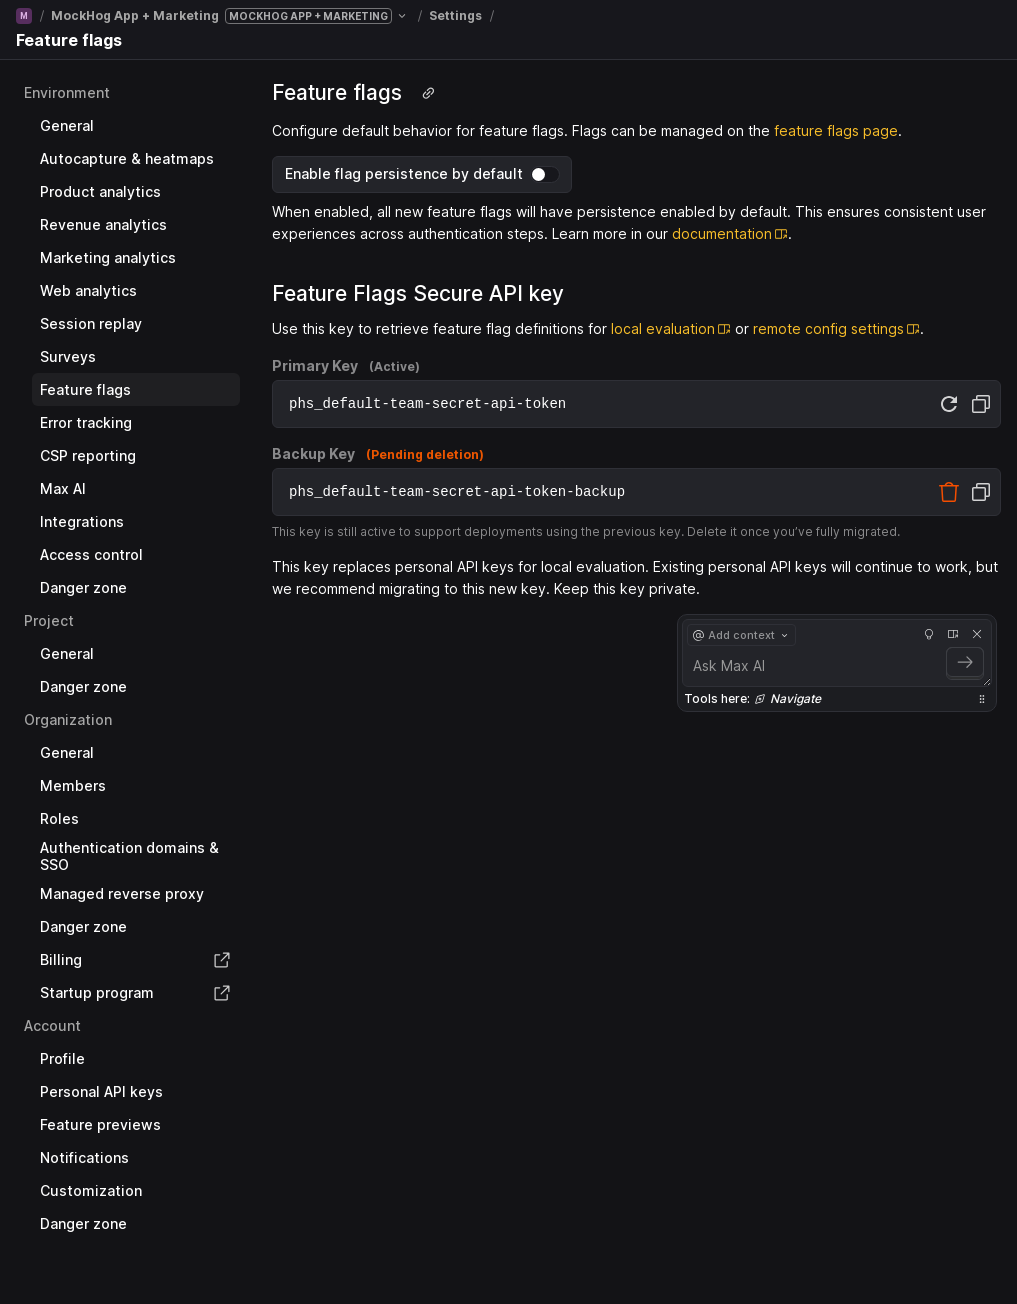 M / MockHog App + Marketing MOCKHOG APP + MARKETING / Settings /
Feature flags
Environment
General
Autocapture & heatmaps
Product analytics
Revenue analytics
Marketing analytics
Web analytics
Session replay
Surveys
Feature flags
Error tracking
CSP reporting
Max AI
Integrations
Access control
Danger zone
Project
General
Danger zone
Organization
General
Members
Roles
Authentication domains &
SSO
Managed reverse proxy
Danger zone
Billing
Startup program
Account
Profile
Personal API keys
Feature previews
Notifications
Customization
Danger zone
Feature flags
Configure default behavior for feature flags. Flags can be managed on the feature flags page.
Enable flag persistence by default
When enabled, all new feature flags will have persistence enabled by default. This ensures consistent user
experiences across authentication steps. Learn more in our documentation.
Feature Flags Secure API key
Use this key to retrieve feature flag definitions for local evaluation or remote config settings.
Primary Key (Active)
phs_default-team-secret-api-token
Backup Key (Pending deletion)
phs_default-team-secret-api-token-backup
This key is still active to support deployments using the previous key. Delete it once you’ve fully migrated.
This key replaces personal API keys for local evaluation. Existing personal API keys will continue to work, but
we recommend migrating to this new key. Keep this key private.
@ Add context
Ask Max AI
Tools here: Navigate